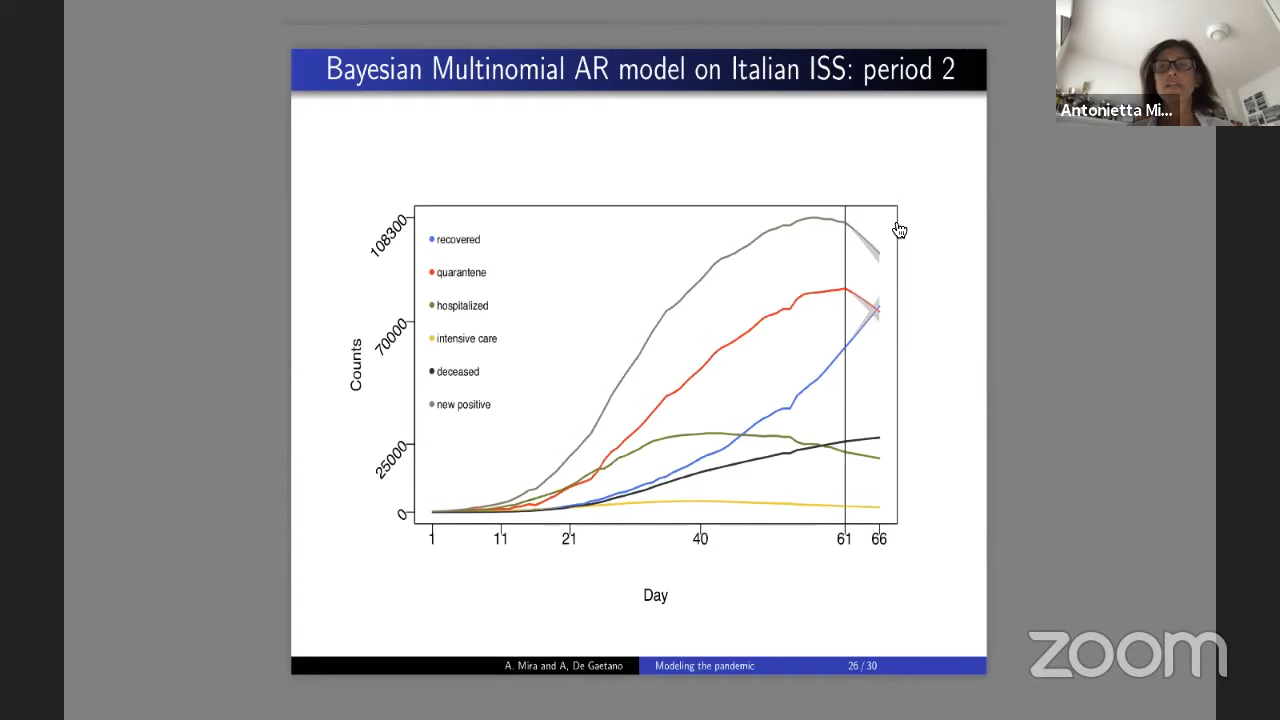 Bayesian Multinomial AR model on Italian ISS: period 2
Antonietta Mi...
108300
70000
25000
0
Counts
recovered
quarantene
hospitalized
intensive care
deceased
new positive
1 11 21 40 61 66
Day
A. Mira and A, De Gaetano Modeling the pandemic 26 / 30
zoom